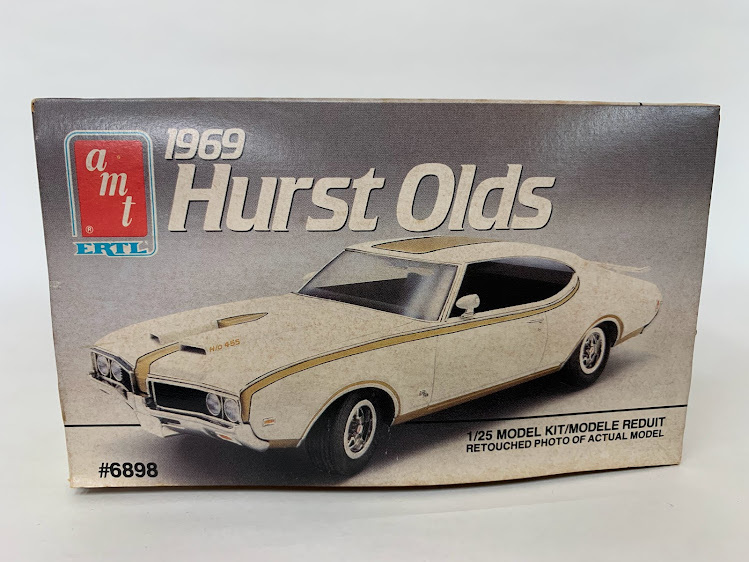 amt
®
ERTL
1969
Hurst Olds
H/O 455
1/25 MODEL KIT/MODELE REDUIT
RETOUCHED PHOTO OF ACTUAL MODEL
#6898